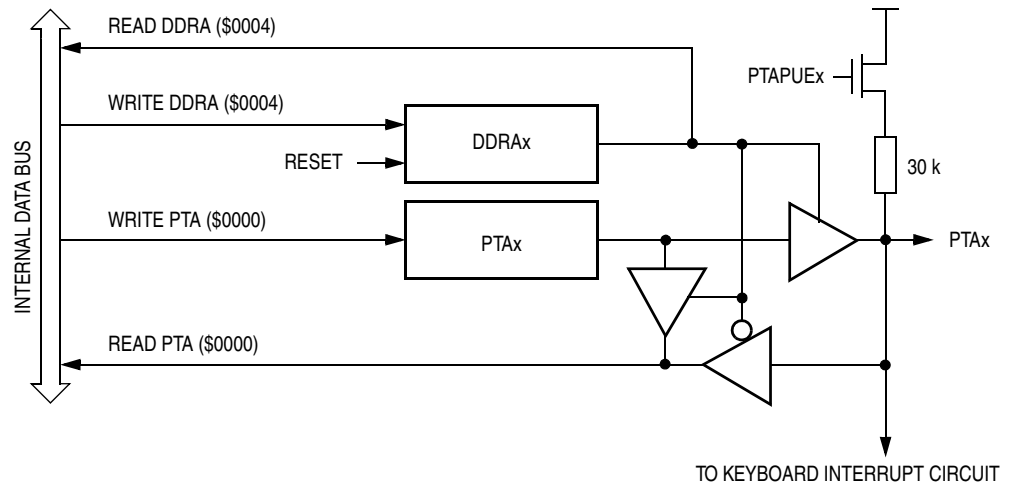 READ DDRA ($0004)
PTAPUEx
WRITE DDRA ($0004)
DDRAx
RESET
30 k
INTERNAL DATA BUS
WRITE PTA ($0000)
PTAx
PTAx
READ PTA ($0000)
TO KEYBOARD INTERRUPT CIRCUIT